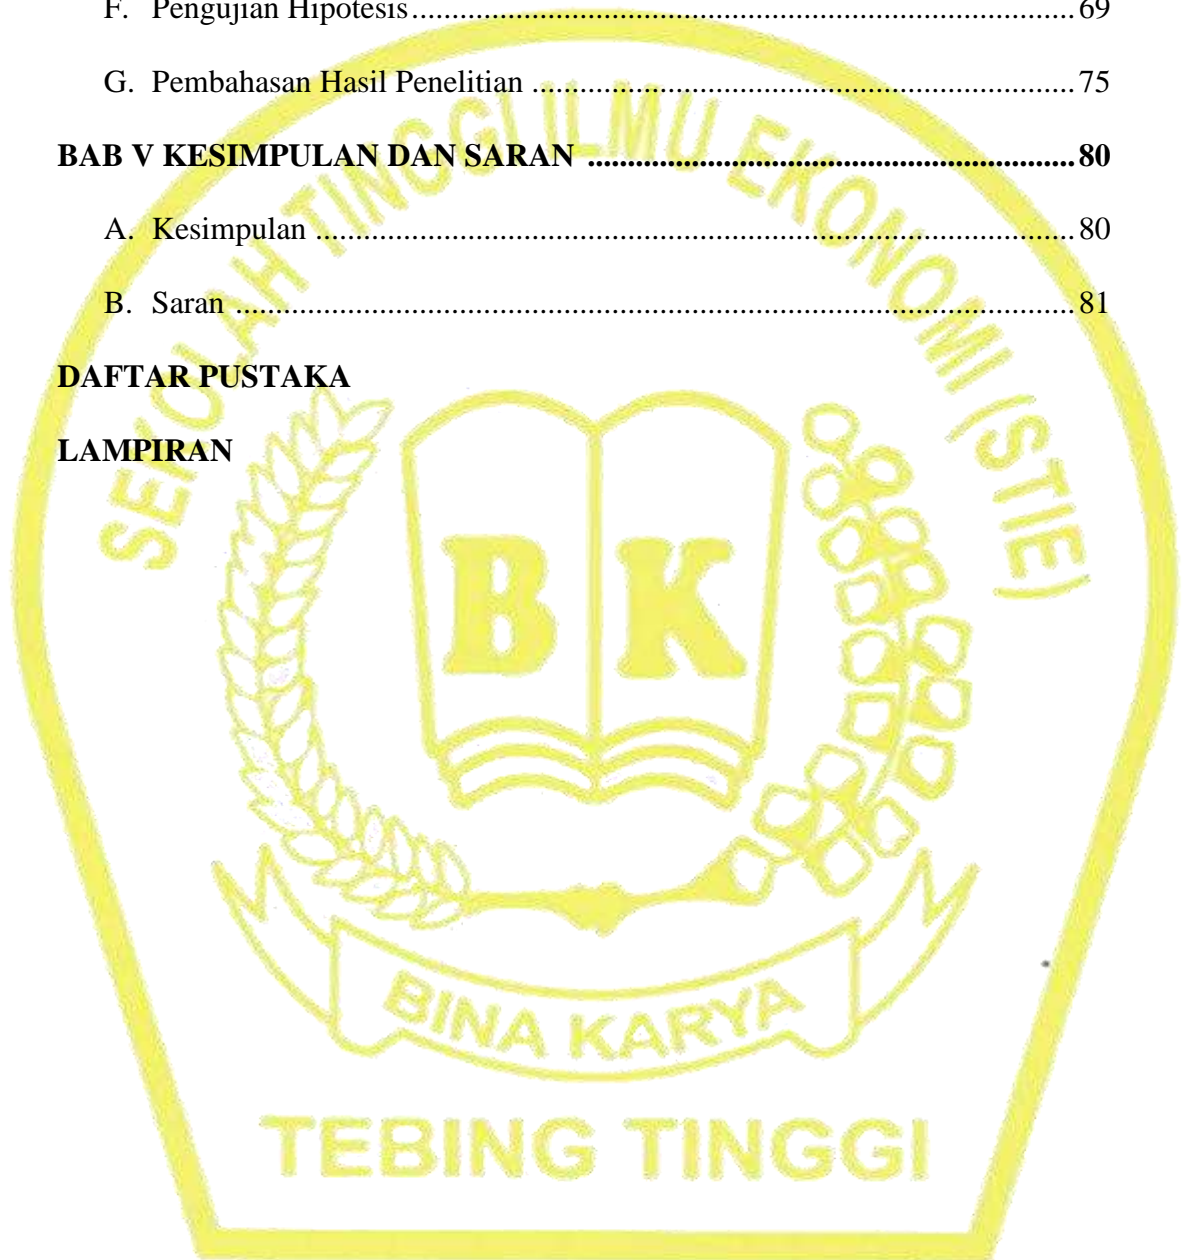 F. Pengujian Hipotesis................................................................................... 69
G. Pembahasan Hasil Penelitian .................................................................... 75
BAB V KESIMPULAN DAN SARAN ............................................................. 80
A. Kesimpulan ............................................................................................... 80
B. Saran ......................................................................................................... 81
DAFTAR PUSTAKA
LAMPIRAN
SEKOLAH TINGGI ILMU EKONOMI (STIE)
B K
BINA KARYA
TEBING TINGGI